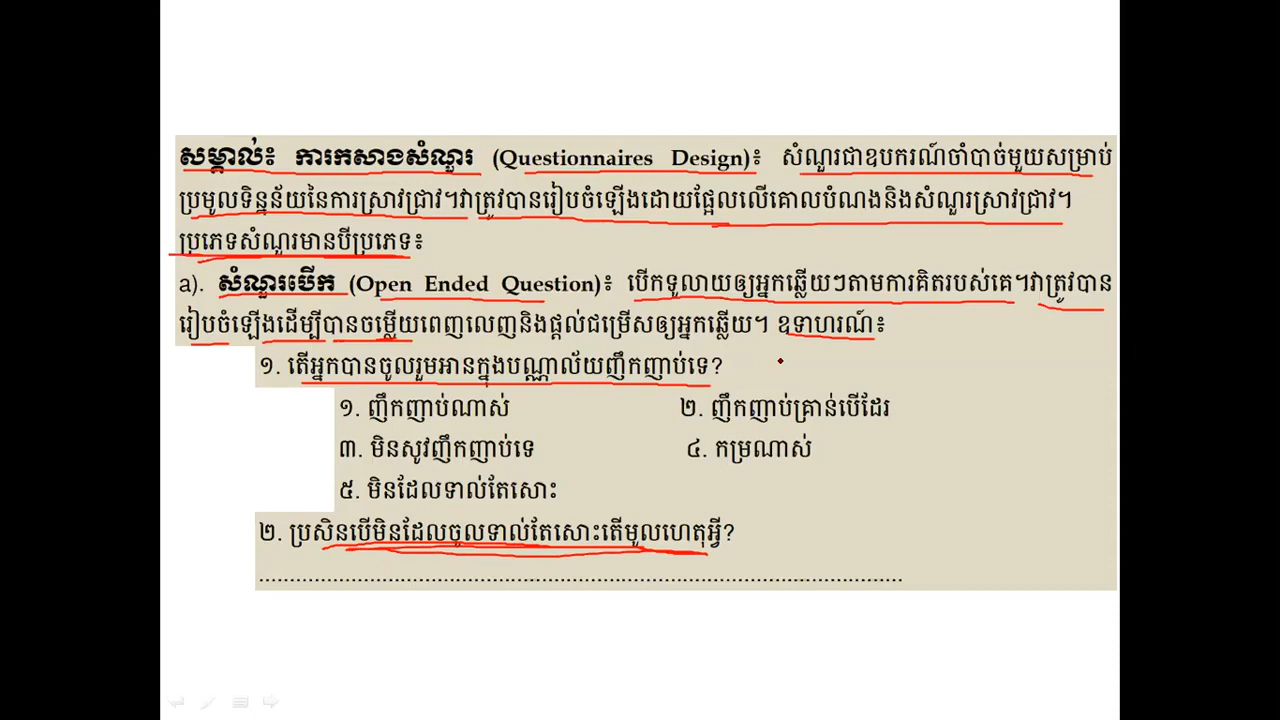 សម្គាល់៖ ការកសាងសំណួរ (Questionnaires Design)៖ សំណួរជាឧបករណ៍ចាំបាច់មួយសម្រាប់
ប្រមូលទិន្នន័យនៃការស្រាវជ្រាវ។វាត្រូវបានរៀបចំឡើងដោយផ្អែលលើគោលបំណងនិងសំណួរស្រាវជ្រាវ។
ប្រភេទសំណួរមានបីប្រភេទ៖
a). សំណួរបើក (Open Ended Question)៖ បើកទូលាយឲ្យអ្នកឆ្លើយៗតាមការគិតរបស់គេ។វាត្រូវបាន
រៀបចំឡើងដើម្បីបានចម្លើយពេញលេញនិងផ្តល់ជម្រើសឲ្យអ្នកឆ្លើយ។ ឧទាហរណ៍៖
១. តើអ្នកបានចូលរួមអានក្នុងបណ្ណាល័យញឹកញាប់ទេ?
១. ញឹកញាប់ណាស់ ២. ញឹកញាប់គ្រាន់បើដែរ
៣. មិនសូវញឹកញាប់ទេ ៤. កម្រណាស់
៥. មិនដែលទាល់តែសោះ
២. ប្រសិនបើមិនដែលចូលទាល់តែសោះតើមូលហេតុអ្វី?
................................................................................................................